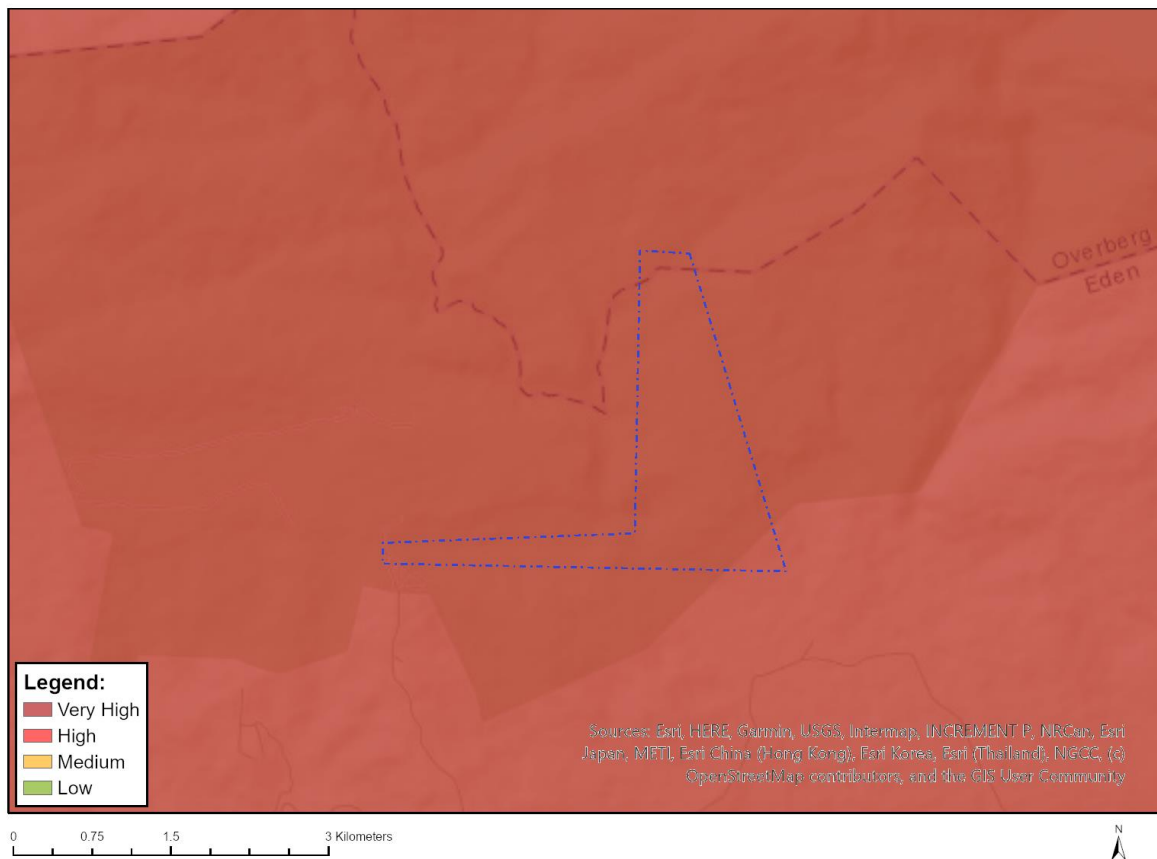 Overberg
Eden
Legend:
Very High
High
Medium
Low
Sources: Esri, HERE, Garmin, USGS, Intermap, INCREMENT P, NRCan, Esri
Japan, METI, Esri China (Hong Kong), Esri Korea, Esri (Thailand), NGCC, (c)
OpenStreetMap contributors, and the GIS User Community
0 0.75 1.5 3 Kilometers
N